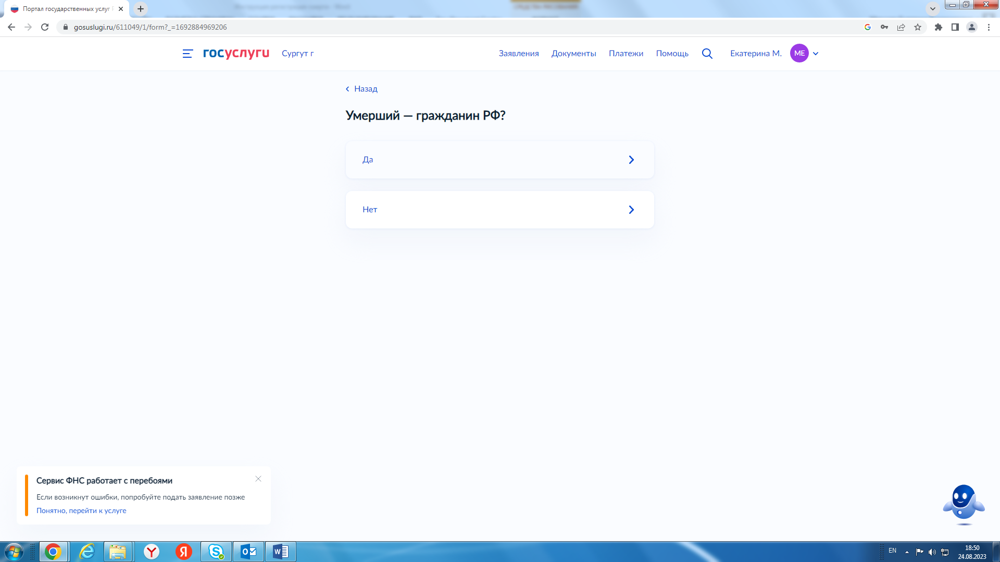 Портал государственных услуг
gosuslugi.ru/611049/1/form?_=1692884969206
госуслуги
Сургут г
Заявления
Документы
Платежи
Помощь
Екатерина М.
МЕ
Назад
Умерший — гражданин РФ?
Да
Нет
Сервис ФНС работает с перебоями
Если возникнут ошибки, попробуйте подать заявление позже
Понятно, перейти к услуге
EN
18:50
24.08.2023